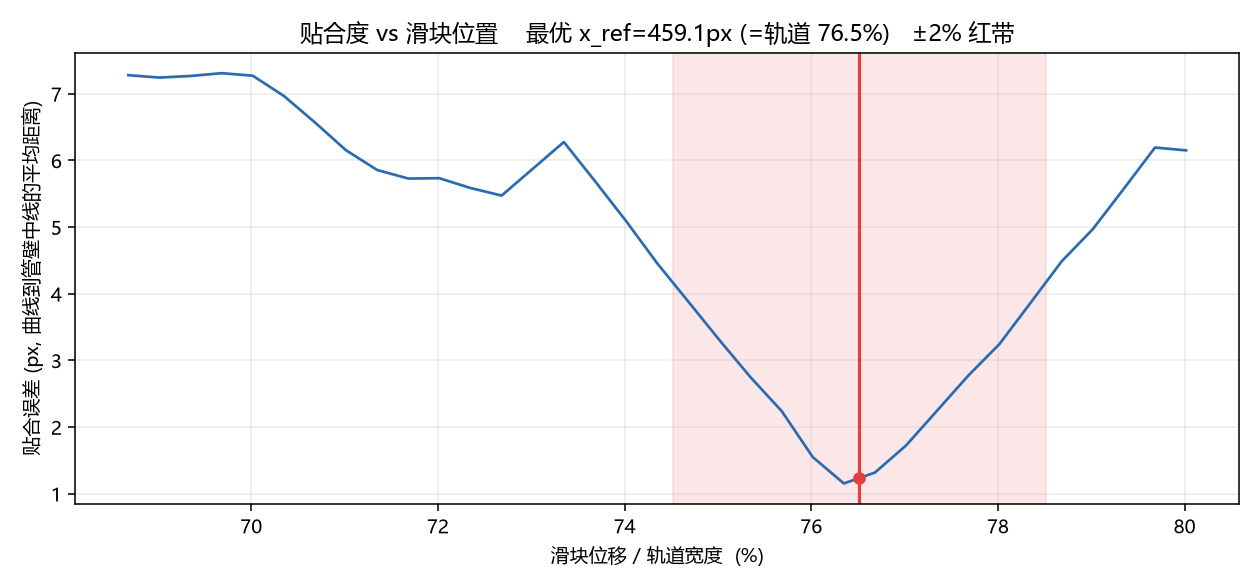 贴合度 vs 滑块位置    最优 x_ref=459.1px (=轨道 76.5%)   ±2% 红带
贴合误差 (px, 曲线到管壁中线的平均距离)
7
6
5
4
3
2
1
70 72 74 76 78 80
滑块位移 / 轨道宽度  (%)